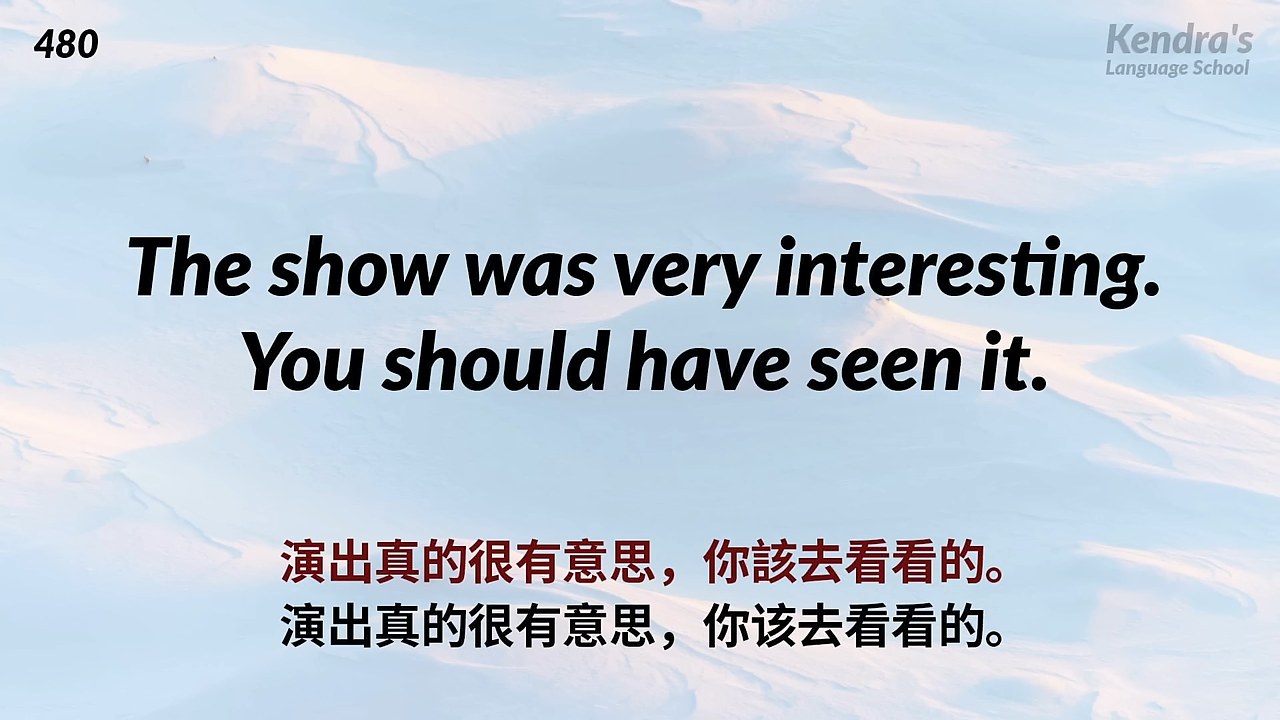 480
Kendra's
Language School
The show was very interesting.
You should have seen it.
演出真的很有意思，你該去看看的。
演出真的很有意思，你该去看看的。